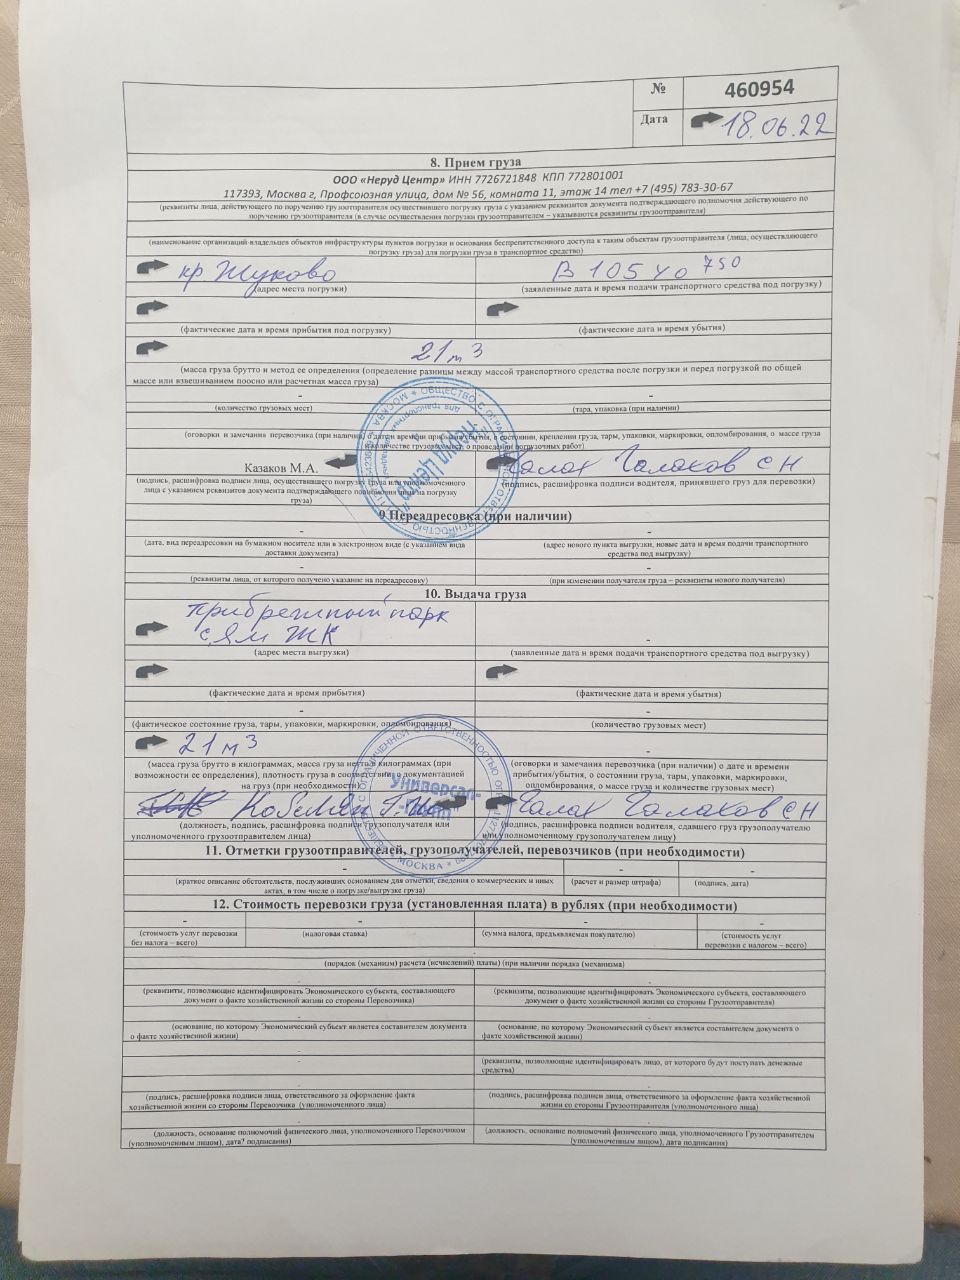 № 460954
Дата 18.06.22
8. Прием груза
ООО «Неруд Центр» ИНН 7726721848 КПП 772801001
117393, Москва г, Профсоюзная улица, дом № 56, комната 11, этаж 14 тел +7 (495) 783-30-67
(реквизиты лица, действующего по поручению грузоотправителя осуществившего погрузку груза с указанием реквизитов документа подтверждающего полномочия действующего по
поручению грузоотправителя (в случае осуществления погрузки грузоотправителем – указываются реквизиты грузоотправителя)
(наименование организаций-владельцев объектов инфраструктуры пунктов погрузки и основания беспрепятственного доступа к таким объектам грузоотправителя (лица, осуществляющего
погрузку груза) для погрузки груза в транспортное средство)
кр. Жуково В 105 УО 750
(адрес места погрузки) (заявленные дата и время подачи транспортного средства под погрузку)
(фактические дата и время прибытия под погрузку) (фактические дата и время убытия)
21 м3
(масса груза брутто и метод ее определения (определение разницы между массой транспортного средства после погрузки и перед погрузкой по общей
массе или взвешиванием поосно или расчетная масса груза)
- -
(количество грузовых мест) (тара, упаковка (при наличии)
(оговорки и замечания перевозчика (при наличии) о дате и времени прибытия/убытия, о состоянии, креплении груза, тары, упаковки, маркировки, опломбирования, о массе груза
и количестве грузовых мест, о проведении погрузочных работ)
Казаков М.А. Чалах Чалахов С Н
(подпись, расшифровка подписи лица, осуществившего погрузку груза или уполномоченного
лица с указанием реквизитов документа подтверждающего полномочия лица на погрузку
груза)
(подпись, расшифровка подписи водителя, принявшего груз для перевозки)
Неруд Центр
9 Переадресовка (при наличии)
- -
(дата, вид переадресовки на бумажном носителе или в электронном виде (с указанием вида
доставки документа)
(адрес нового пункта выгрузки, новые дата и время подачи транспортного
средства под выгрузку)
- -
(реквизиты лица, от которого получено указание на переадресовку) (при изменении получателя груза – реквизиты нового получателя)
10. Выдача груза
Прибрежный парк
с. Ям ЖК -
(адрес места выгрузки) (заявленные дата и время подачи транспортного средства под выгрузку)
(фактические дата и время прибытия) (фактические дата и время убытия)
- -
(фактическое состояние груза, тары, упаковки, маркировки, опломбирования) (количество грузовых мест)
21 м3 -
(масса груза брутто в килограммах, масса груза нетто в килограммах (при
возможности ее определения), плотность груза в соответствии с документацией
на груз (при необходимости)
(оговорки и замечания перевозчика (при наличии) о дате и времени
прибытия/убытия, о состоянии груза, тары, упаковки, маркировки,
опломбирования, о массе груза и количестве грузовых мест)
Чалах Чалахов С Н
(должность, подпись, расшифровка подписи грузополучателя или
уполномоченного грузоотправителем лица)
(подпись, расшифровка подписи водителя, сдавшего груз грузополучателю
или уполномоченному грузополучателем лицу)
11. Отметки грузоотправителей, грузополучателей, перевозчиков (при необходимости)
- - -
(краткое описание обстоятельств, послуживших основанием для отметки, сведения о коммерческих и иных
актах, в том числе о погрузке/выгрузке груза)
(расчет и размер штрафа) (подпись, дата)
12. Стоимость перевозки груза (установленная плата) в рублях (при необходимости)
- - - -
(стоимость услуг перевозки
без налога – всего)
(налоговая ставка) (сумма налога, предъявляемая покупателю)
(стоимость услуг
перевозки с налогом – всего)
(порядок (механизм) расчета (исчислений) платы) (при наличии порядка (механизма)
(реквизиты, позволяющие идентифицировать Экономического субъекта, составляющего
документ о факте хозяйственной жизни со стороны Перевозчика)
(реквизиты, позволяющие идентифицировать Экономического субъекта, составляющего
документ о факте хозяйственной жизни со стороны Грузоотправителя)
(основание, по которому Экономический субъект является составителем документа
о факте хозяйственной жизни)
(основание, по которому Экономический субъект является составителем документа о
факте хозяйственной жизни)
(реквизиты, позволяющие идентифицировать лицо, от которого будут поступать денежные
средства)
(подпись, расшифровка подписи лица, ответственного за оформление факта
хозяйственной жизни со стороны Перевозчика (уполномоченного лица)
(подпись, расшифровка подписи лица, ответственного за оформление факта хозяйственной
жизни со стороны Грузоотправителя (уполномоченного лица)
(должность, основание полномочий физического лица, уполномоченного Перевозчиком
(уполномоченным лицом), дата? подписания)
(должность, основание полномочий физического лица, уполномоченного Грузоотправителем
(уполномоченным лицом), дата подписания)